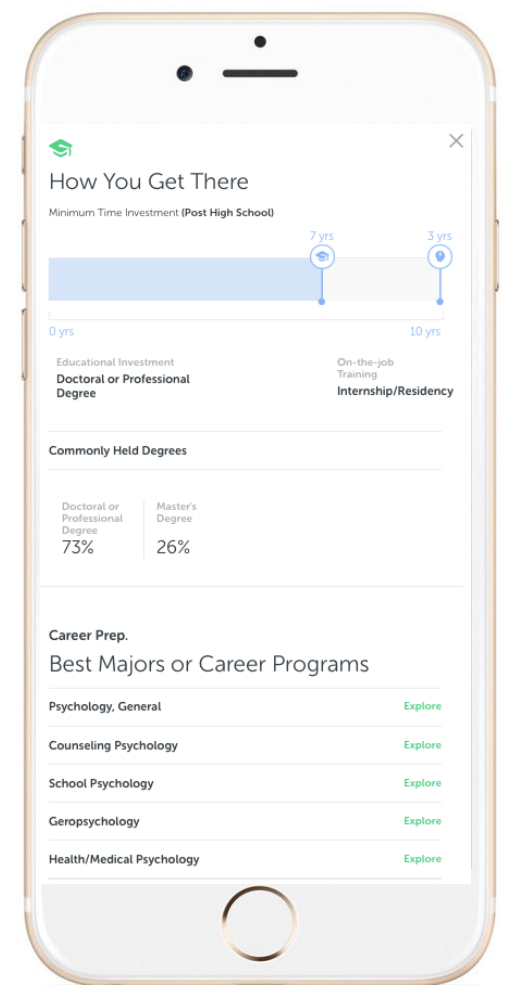 How You Get There
Minimum Time Investment (Post High School)
7 yrs 3 yrs
0 yrs 10 yrs
Educational Investment
Doctoral or Professional
Degree
On-the-job
Training
Internship/Residency
Commonly Held Degrees
Doctoral or
Professional
Degree
73%
Master's
Degree
26%
Career Prep.
Best Majors or Career Programs
Psychology, General Explore
Counseling Psychology Explore
School Psychology Explore
Geropsychology Explore
Health/Medical Psychology Explore